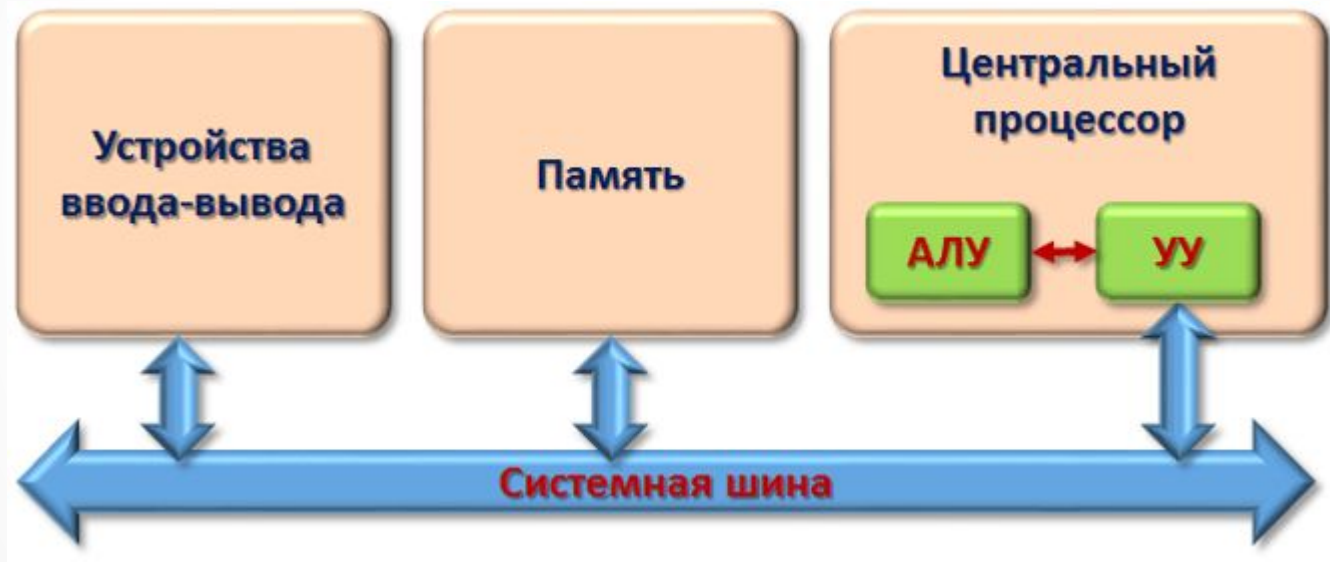 Устройства
ввода-вывода
Память
Центральный
процессор
АЛУ
УУ
Системная шина